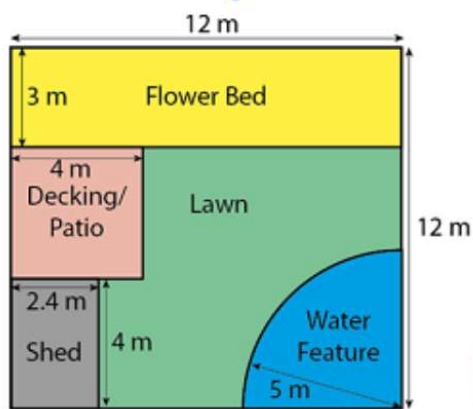 12 m
3 m
Flower Bed
4 m
Decking/
Patio
Lawn
12 m
2.4 m
Shed
4 m
Water
Feature
5 m